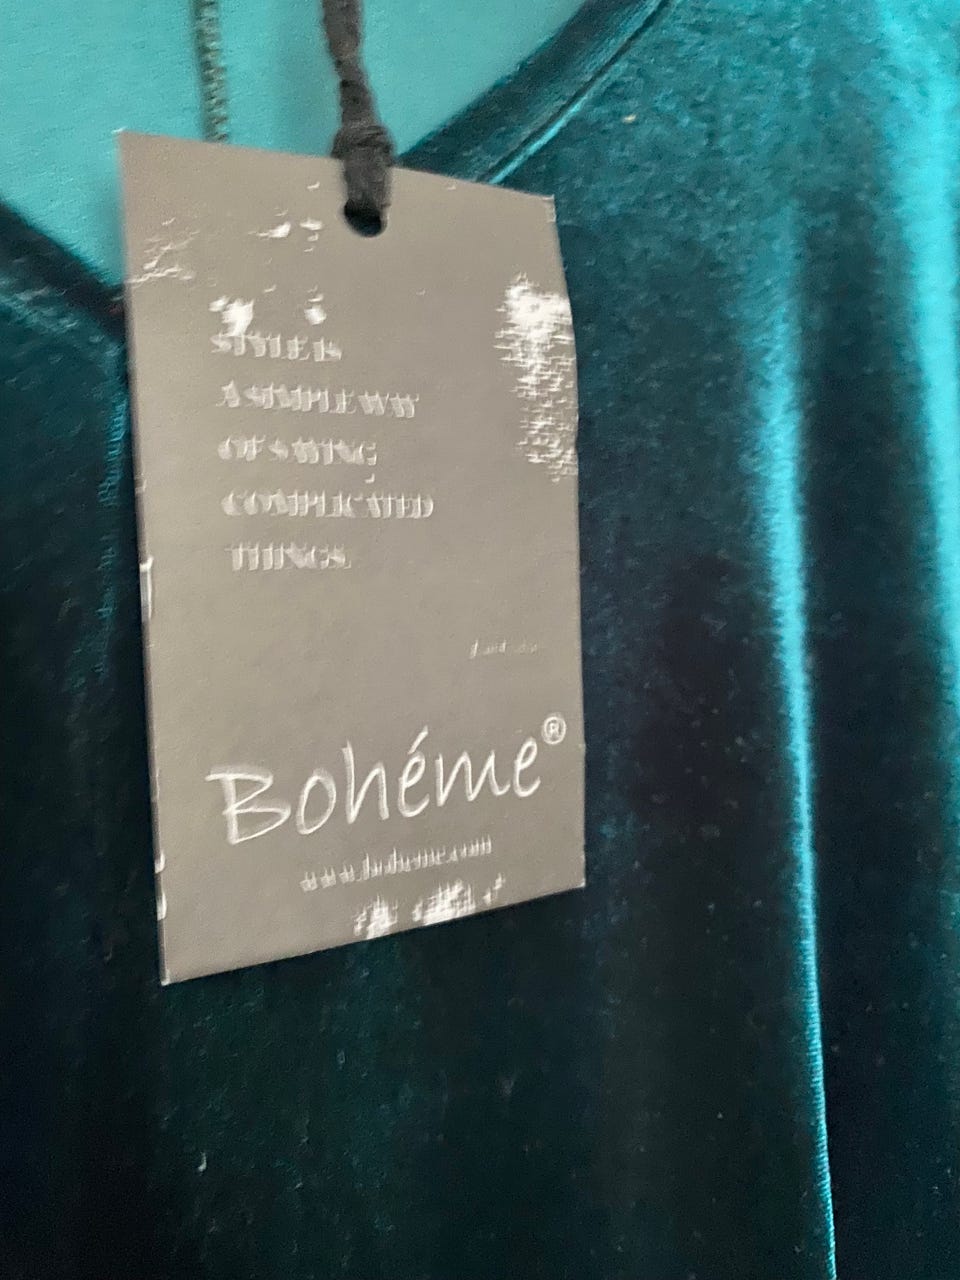 STYLE IS
A SIMPLE WAY
OF SAYING
COMPLICATED
THINGS.
Bohéme®
www.boheme.com